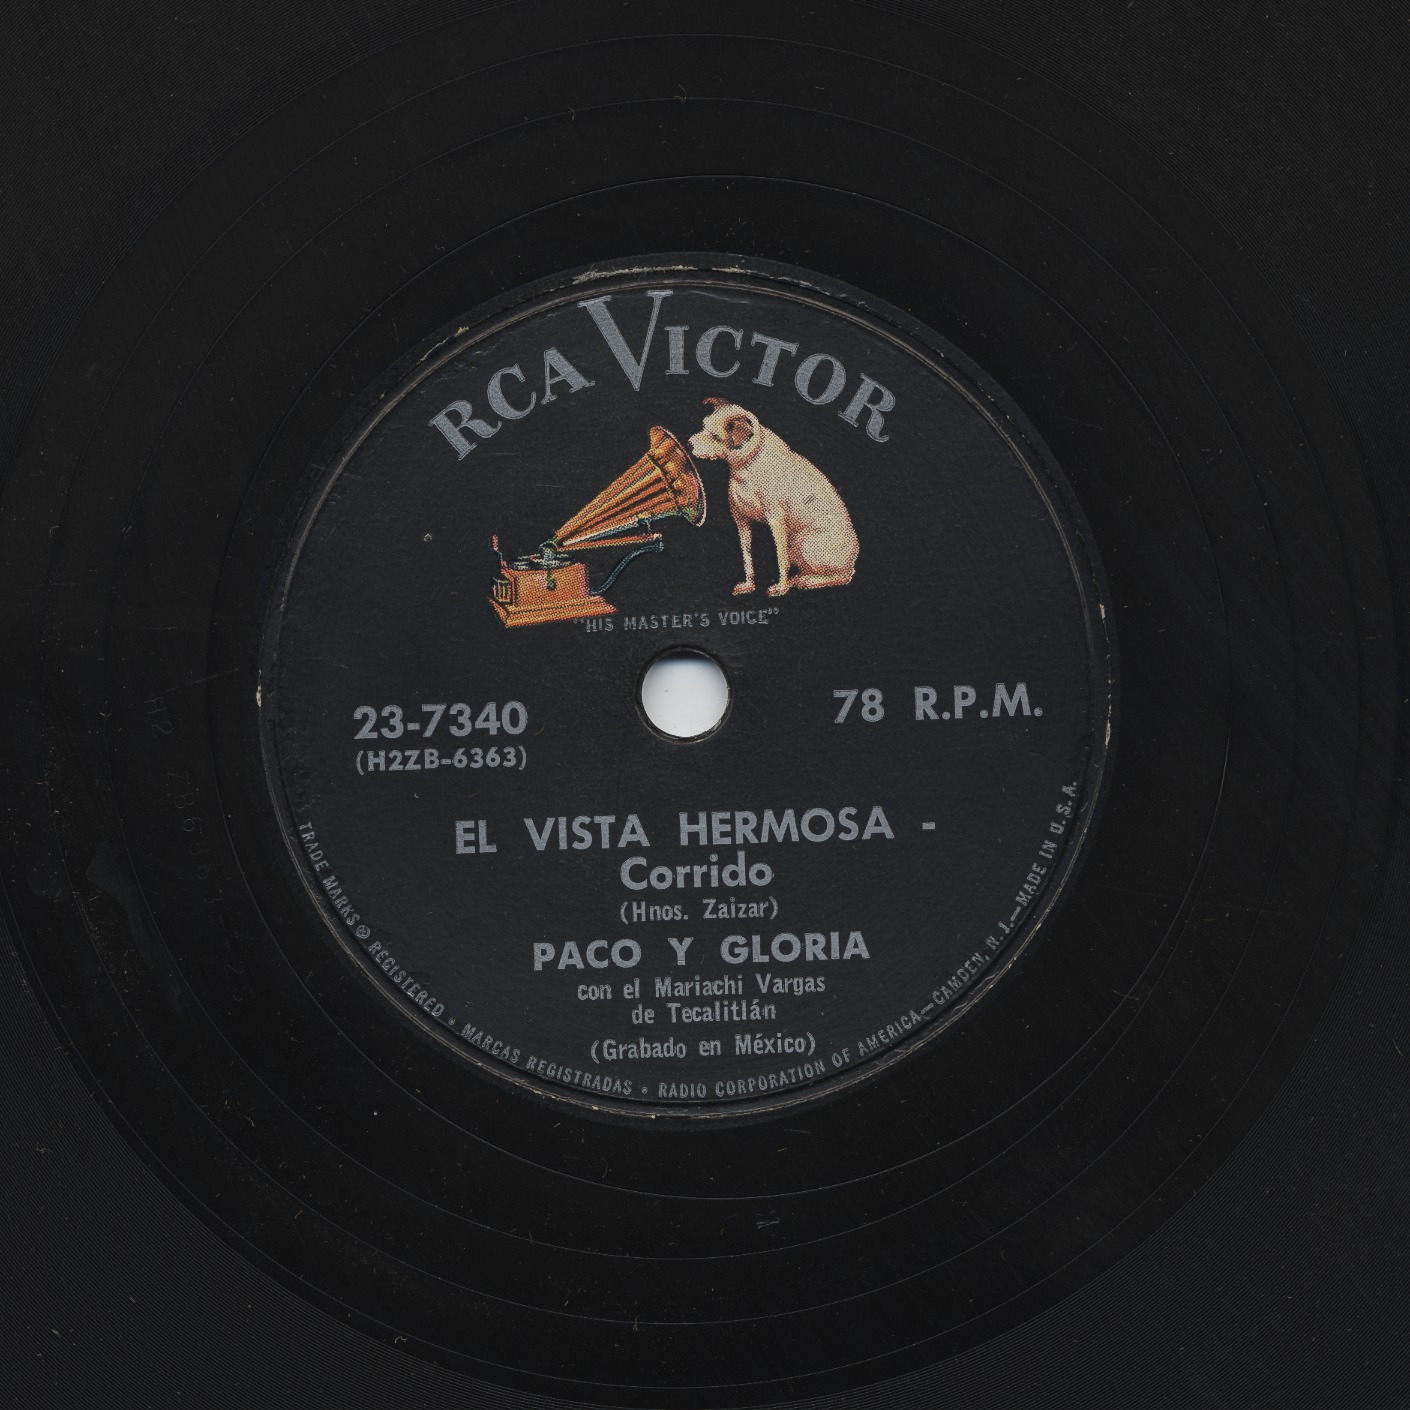 RCA VICTOR
"HIS MASTER'S VOICE"
23-7340
(H2ZB-6363)
78 R.P.M.
EL VISTA HERMOSA -
Corrido
(Hnos. Zaizar)
PACO Y GLORIA
con el Mariachi Vargas
de Tecalitlán
(Grabado en México)
TRADE MARKS ® REGISTERED • MARCAS REGISTRADAS • RADIO CORPORATION OF AMERICA—CAMDEN, N. J.—MADE IN U.S.A.